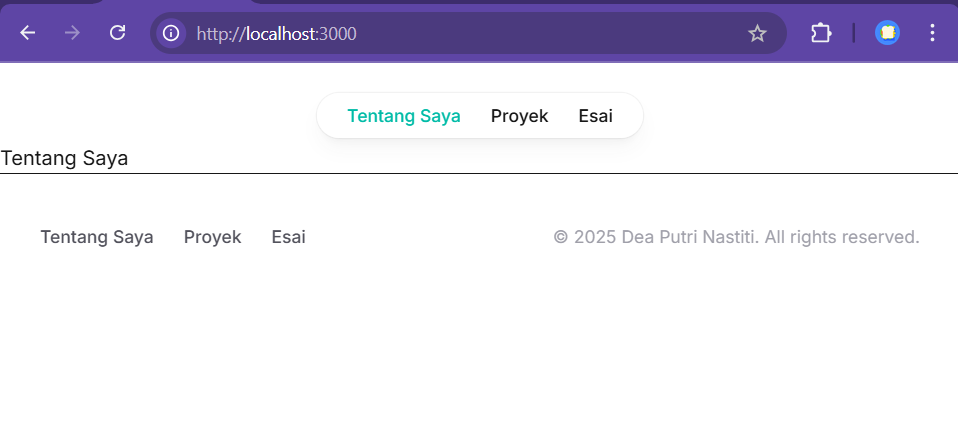 http://localhost:3000
Tentang Saya Proyek Esai
Tentang Saya
Tentang Saya Proyek Esai © 2025 Dea Putri Nastiti. All rights reserved.